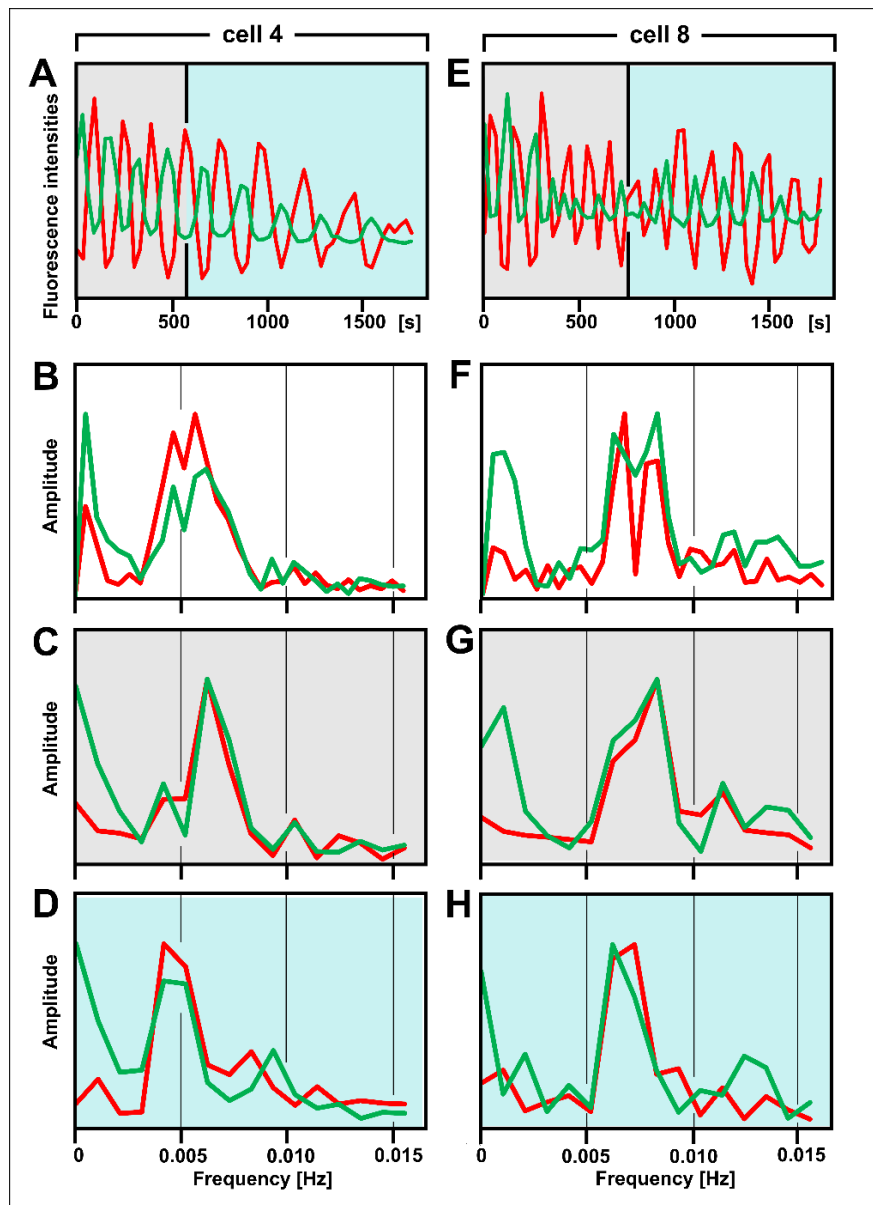 cell 4
cell 8
A
E
Fluorescence intensities
0 500 1000 1500 [s]
0 500 1000 1500 [s]
B
F
Amplitude
C
G
Amplitude
D
H
Amplitude
0 0.005 0.010 0.015
0 0.005 0.010 0.015
Frequency [Hz]
Frequency [Hz]